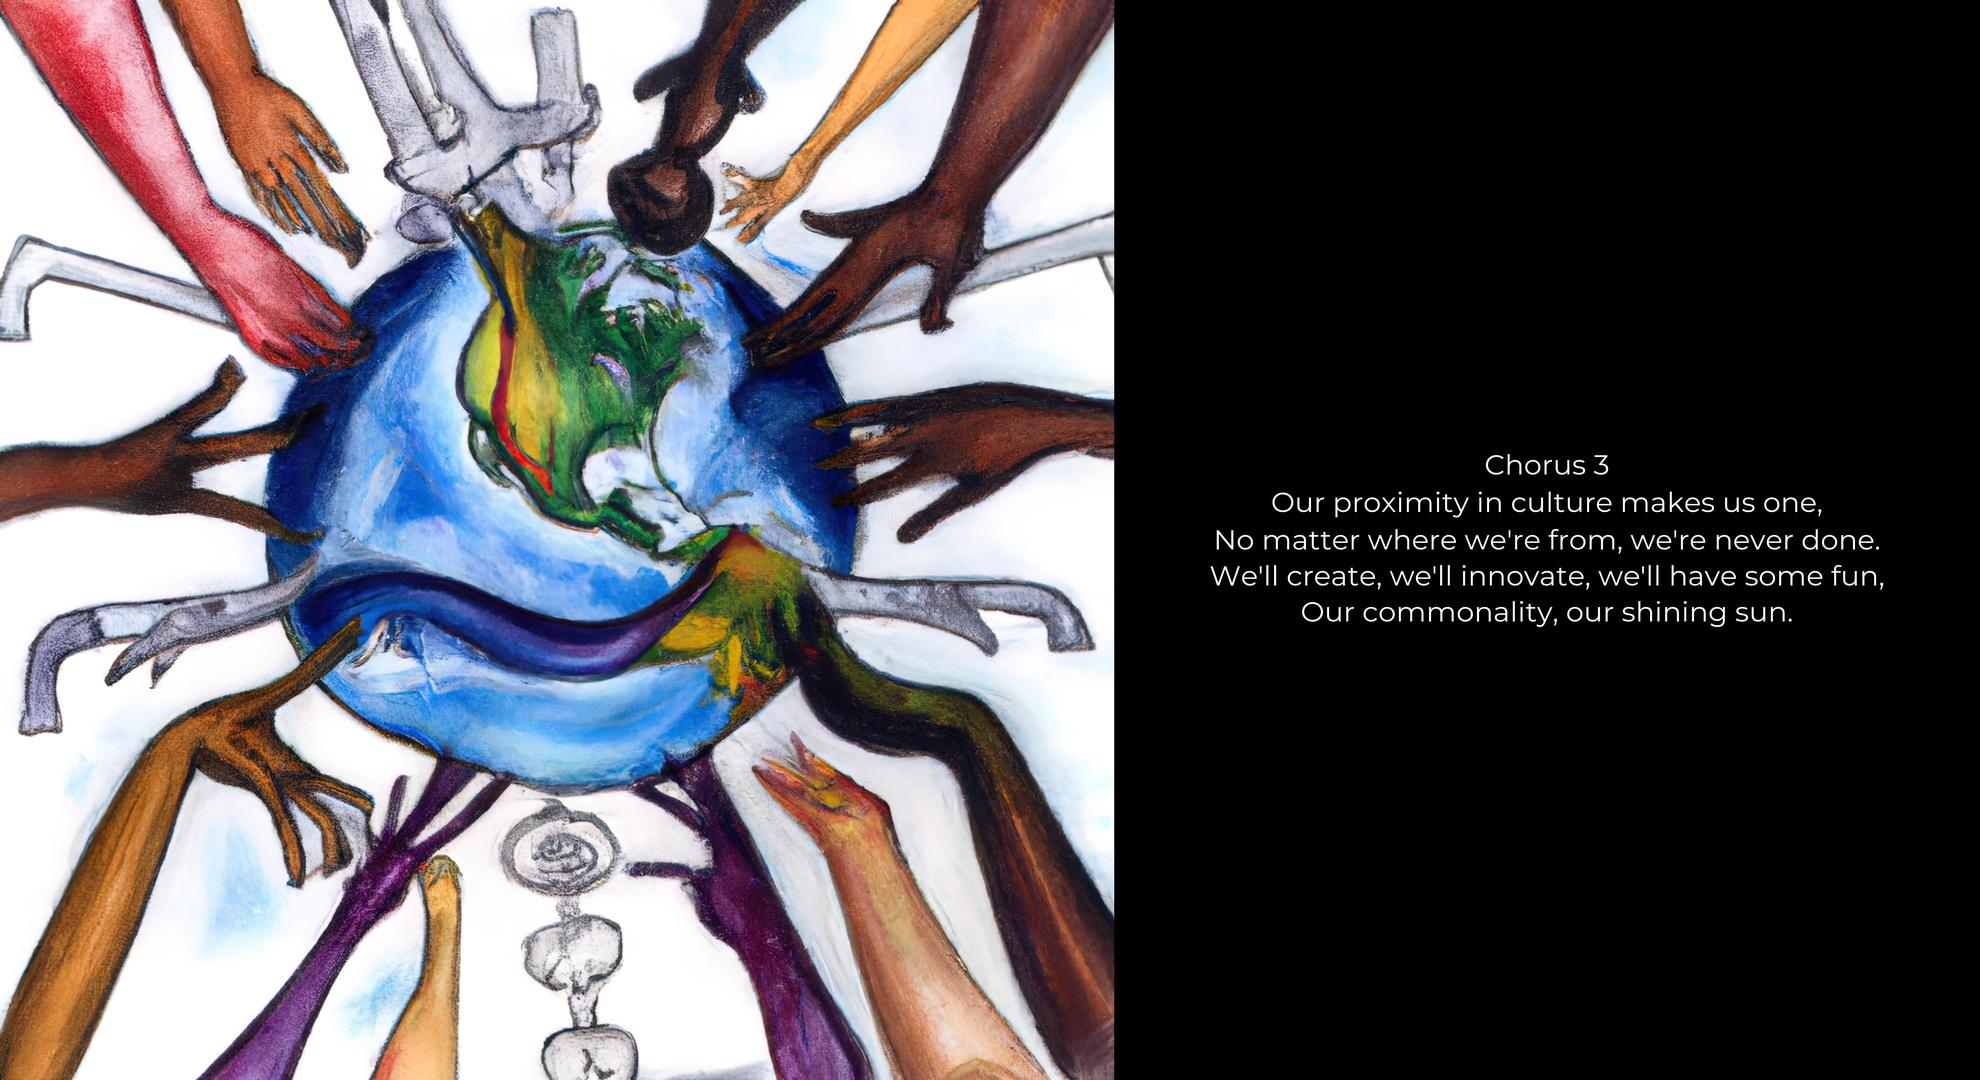 Chorus 3
Our proximity in culture makes us one,
No matter where we're from, we're never done.
We'll create, we'll innovate, we'll have some fun,
Our commonality, our shining sun.